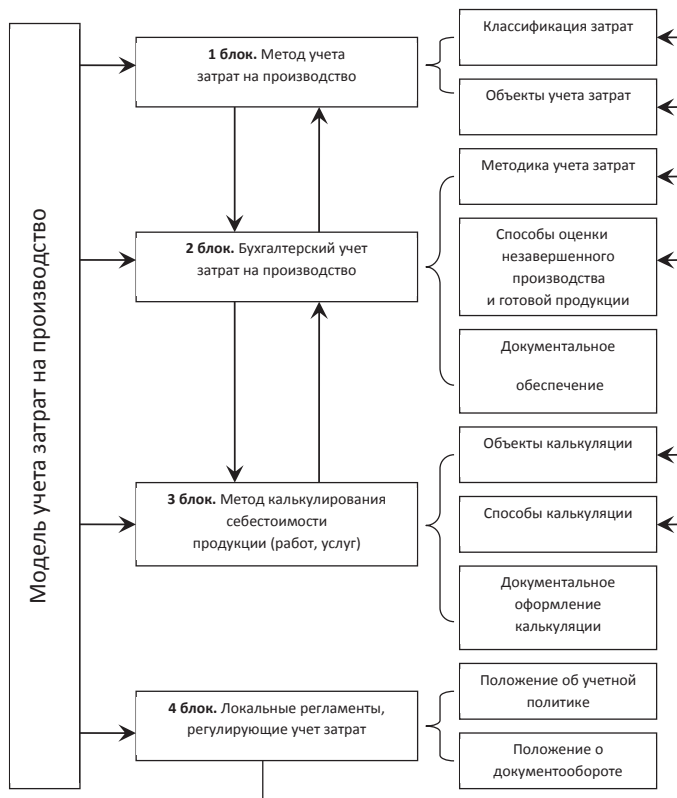 Модель учета затрат на производство
1 блок. Метод учета
затрат на производство
Классификация затрат
Объекты учета затрат
2 блок. Бухгалтерский учет
затрат на производство
Методика учета затрат
Способы оценки
незавершенного
производства
и готовой продукции
Документальное
обеспечение
3 блок. Метод калькулирования
себестоимости
продукции (работ, услуг)
Объекты калькуляции
Способы калькуляции
Документальное
оформление
калькуляции
4 блок. Локальные регламенты,
регулирующие учет затрат
Положение об учетной
политике
Положение о
документообороте